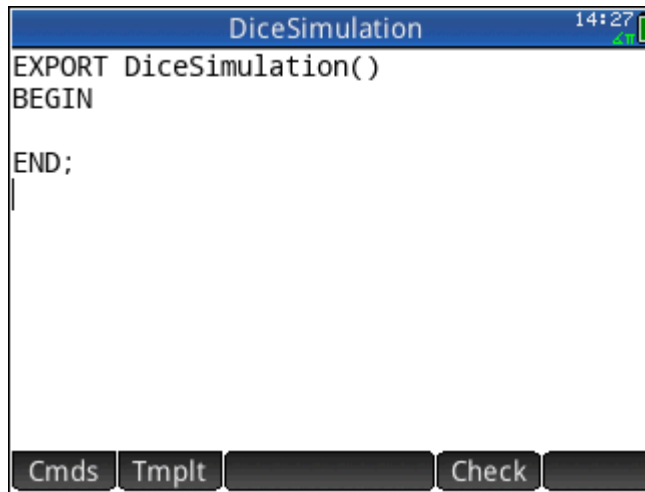 DiceSimulation
14:27
∡π
EXPORT DiceSimulation()
BEGIN
END;
Cmds
Tmplt
Check